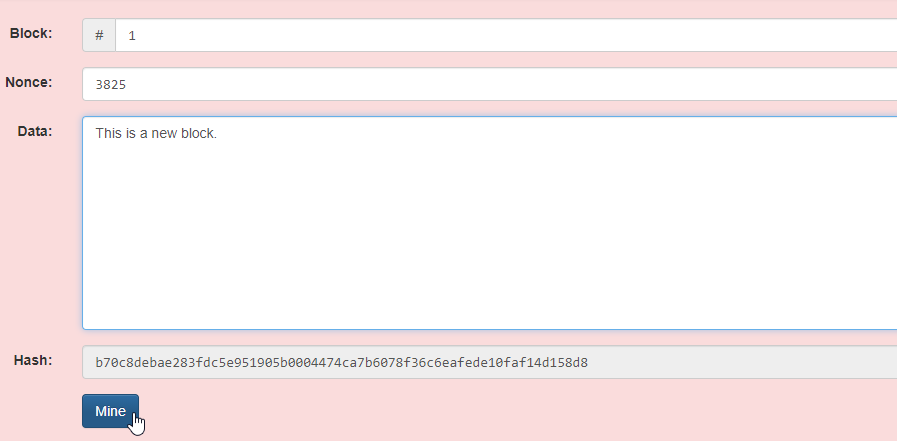 Block: # 1
Nonce: 3825
Data: This is a new block.
Hash: b70c8debae283fdc5e951905b0004474ca7b6078f36c6eafede10faf14d158d8
Mine